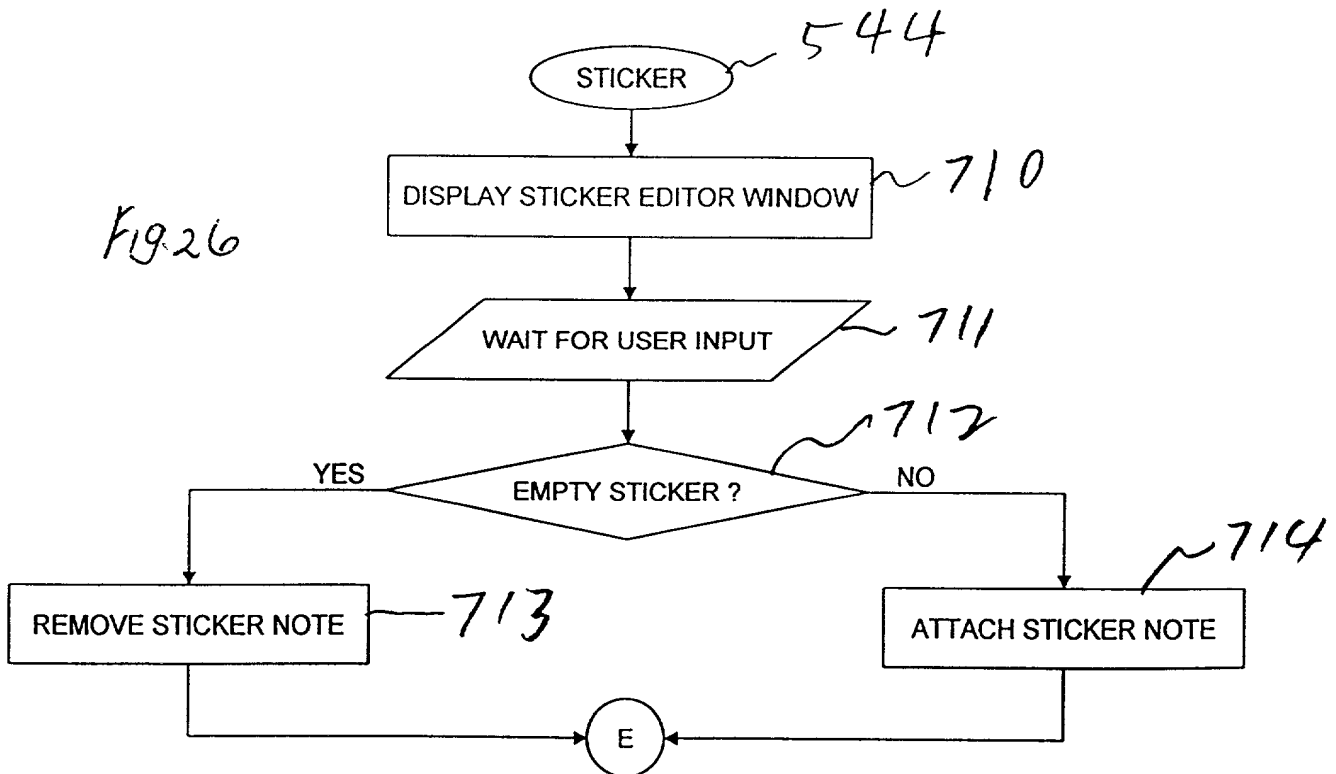 544
STICKER
710
DISPLAY STICKER EDITOR WINDOW
Fig.26
711
WAIT FOR USER INPUT
712
YES
EMPTY STICKER ?
NO
714
REMOVE STICKER NOTE
713
ATTACH STICKER NOTE
E